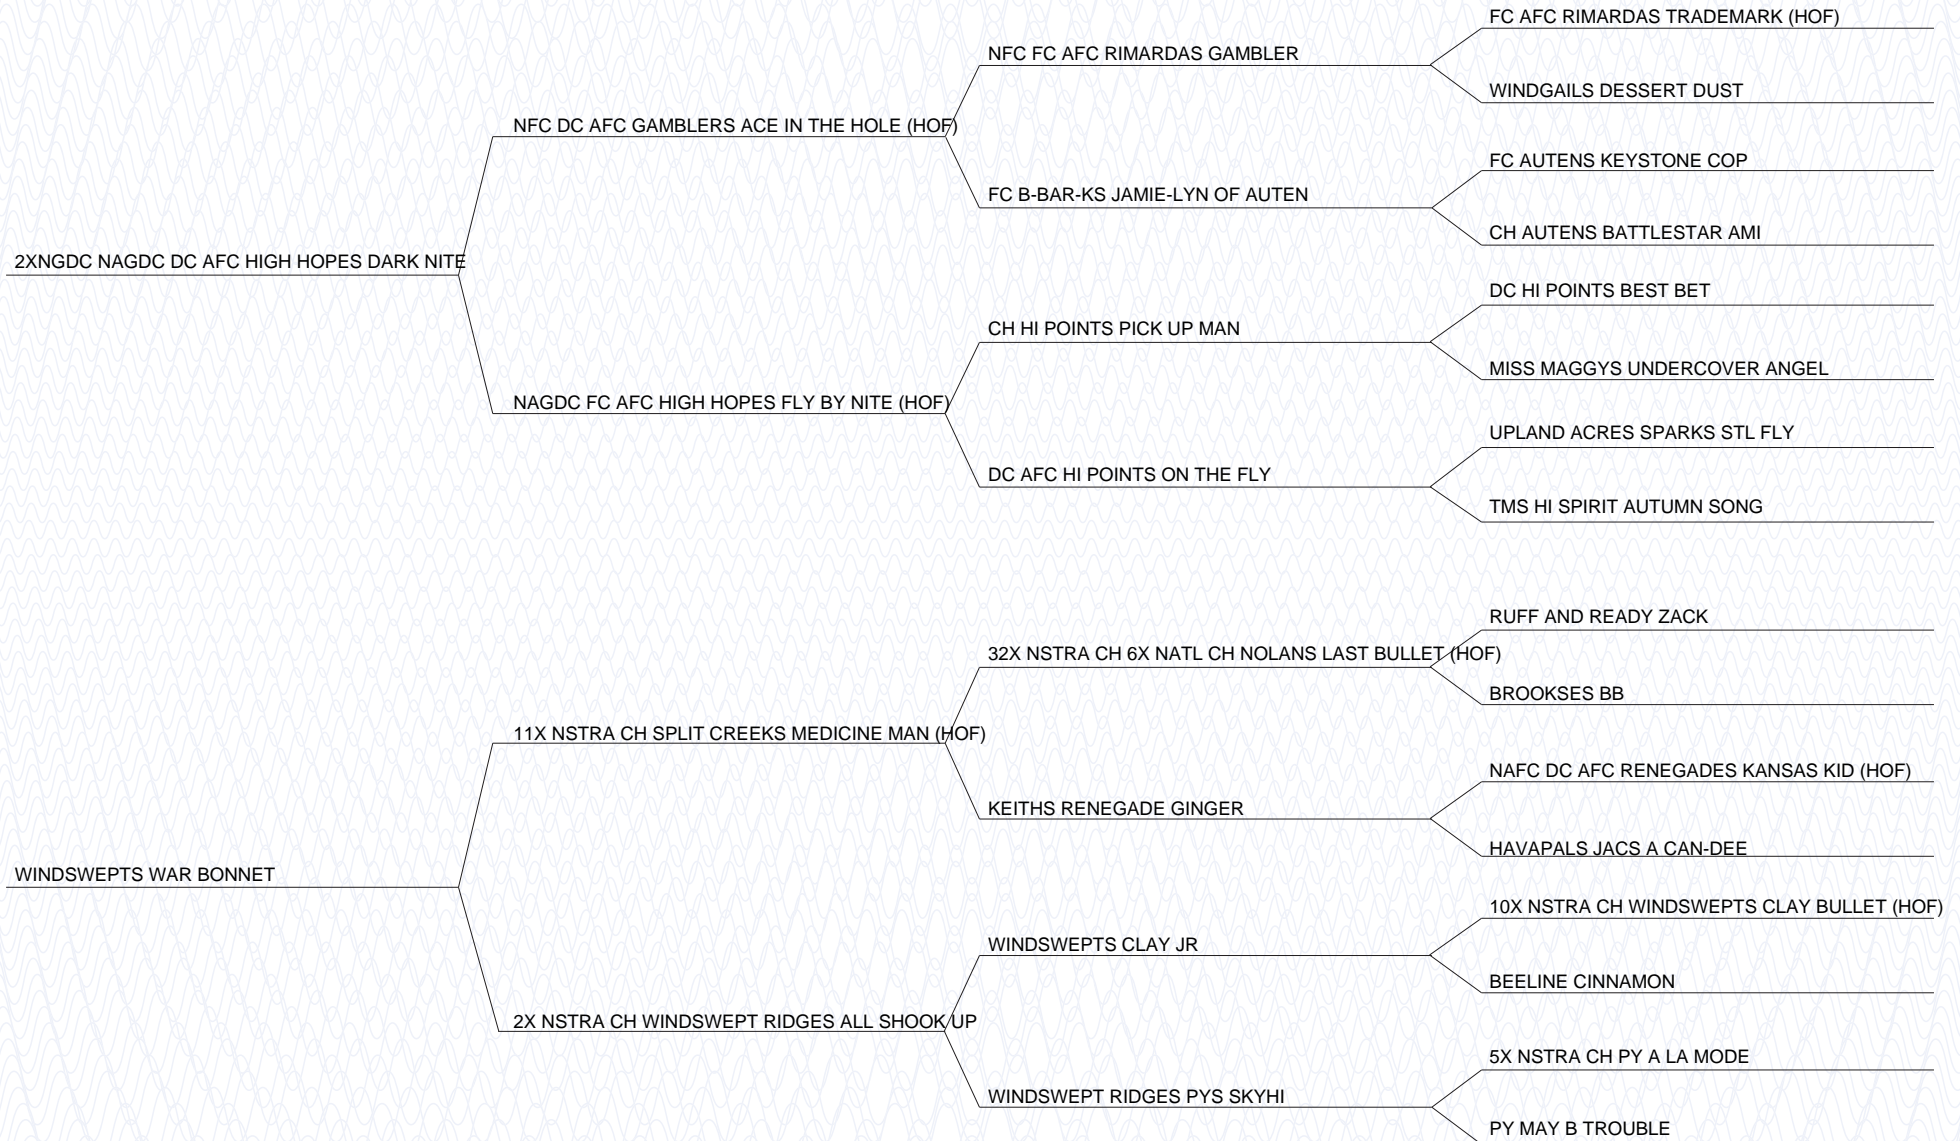 FC AFC RIMARDAS TRADEMARK (HOF)
NFC FC AFC RIMARDAS GAMBLER
WINDGAILS DESSERT DUST
NFC DC AFC GAMBLERS ACE IN THE HOLE (HOF)
FC AUTENS KEYSTONE COP
FC B-BAR-KS JAMIE-LYN OF AUTEN
CH AUTENS BATTLESTAR AMI
2XNGDC NAGDC DC AFC HIGH HOPES DARK NITE
DC HI POINTS BEST BET
CH HI POINTS PICK UP MAN
MISS MAGGYS UNDERCOVER ANGEL
NAGDC FC AFC HIGH HOPES FLY BY NITE (HOF)
UPLAND ACRES SPARKS STL FLY
DC AFC HI POINTS ON THE FLY
TMS HI SPIRIT AUTUMN SONG
RUFF AND READY ZACK
32X NSTRA CH 6X NATL CH NOLANS LAST BULLET (HOF)
BROOKSES BB
11X NSTRA CH SPLIT CREEKS MEDICINE MAN (HOF)
NAFC DC AFC RENEGADES KANSAS KID (HOF)
KEITHS RENEGADE GINGER
HAVAPALS JACS A CAN-DEE
WINDSWEPTS WAR BONNET
10X NSTRA CH WINDSWEPTS CLAY BULLET (HOF)
WINDSWEPTS CLAY JR
BEELINE CINNAMON
2X NSTRA CH WINDSWEPT RIDGES ALL SHOOK UP
5X NSTRA CH PY A LA MODE
WINDSWEPT RIDGES PYS SKYHI
PY MAY B TROUBLE